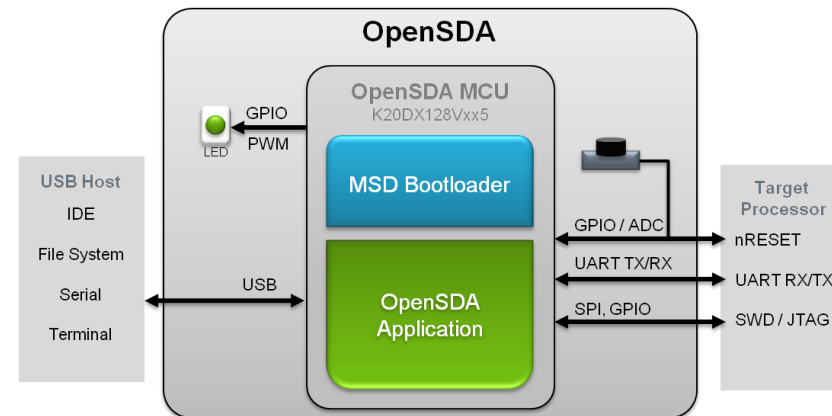 OpenSDA
OpenSDA MCU
K20DX128Vxx5
GPIO
PWM
LED
MSD Bootloader
OpenSDA
Application
USB Host
IDE
File System
Serial
Terminal
USB
GPIO / ADC
UART TX/RX
SPI, GPIO
Target
Processor
nRESET
UART RX/TX
SWD / JTAG